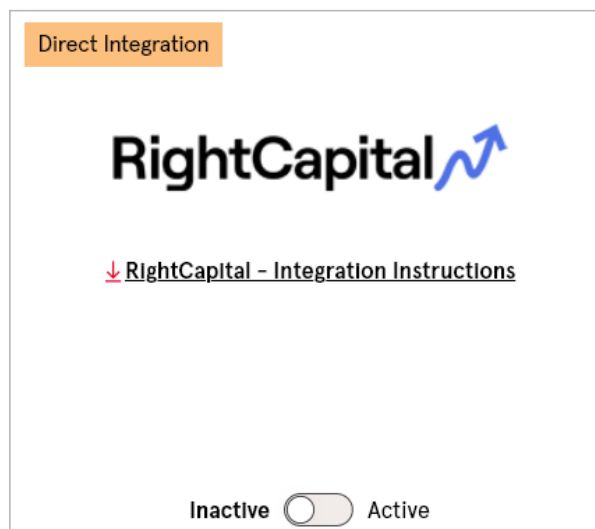 Direct Integration
RightCapital
RightCapital - Integration Instructions
Inactive Active